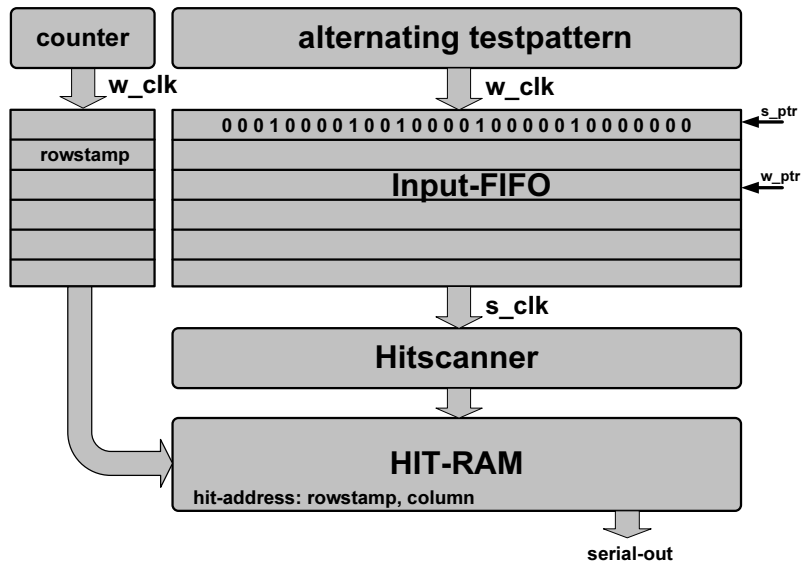 counter
alternating testpattern
w_clk
w_clk
0 0 0 1 0 0 0 0 1 0 0 1 0 0 0 0 1 0 0 0 0 0 1 0 0 0 0 0 0 0
s_ptr
rowstamp
Input-FIFO
w_ptr
s_clk
Hitscanner
HIT-RAM
hit-address: rowstamp, column
serial-out